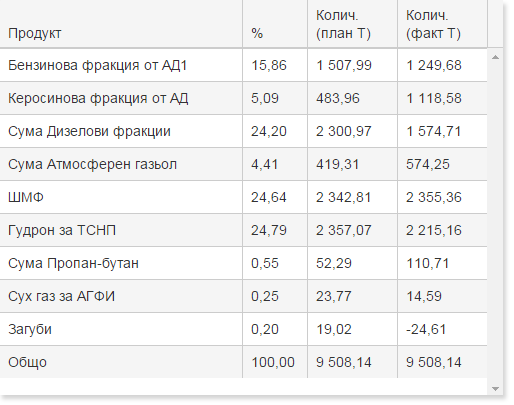 Продукт % Колич. (план Т) Колич. (факт Т)
Бензинова фракция от АД1 15,86 1 507,99 1 249,68
Керосинова фракция от АД 5,09 483,96 1 118,58
Сума Дизелови фракции 24,20 2 300,97 1 574,71
Сума Атмосферен газьол 4,41 419,31 574,25
ШМФ 24,64 2 342,81 2 355,36
Гудрон за ТСНП 24,79 2 357,07 2 215,16
Сума Пропан-бутан 0,55 52,29 110,71
Сух газ за АГФИ 0,25 23,77 14,59
Загуби 0,20 19,02 -24,61
Общо 100,00 9 508,14 9 508,14